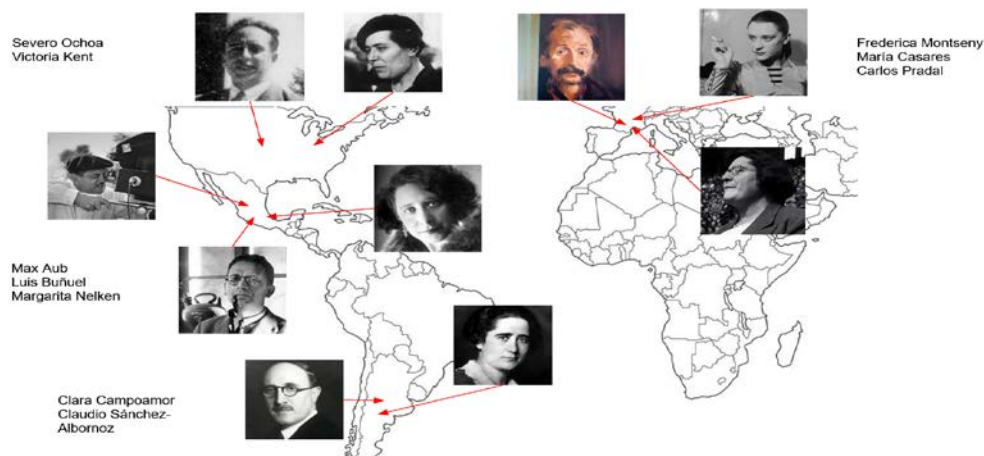 Severo Ochoa
Victoria Kent
Frederica Montseny
María Casares
Carlos Pradal
Max Aub
Luis Buñuel
Margarita Nelken
Clara Campoamor
Claudio Sánchez-
Albornoz